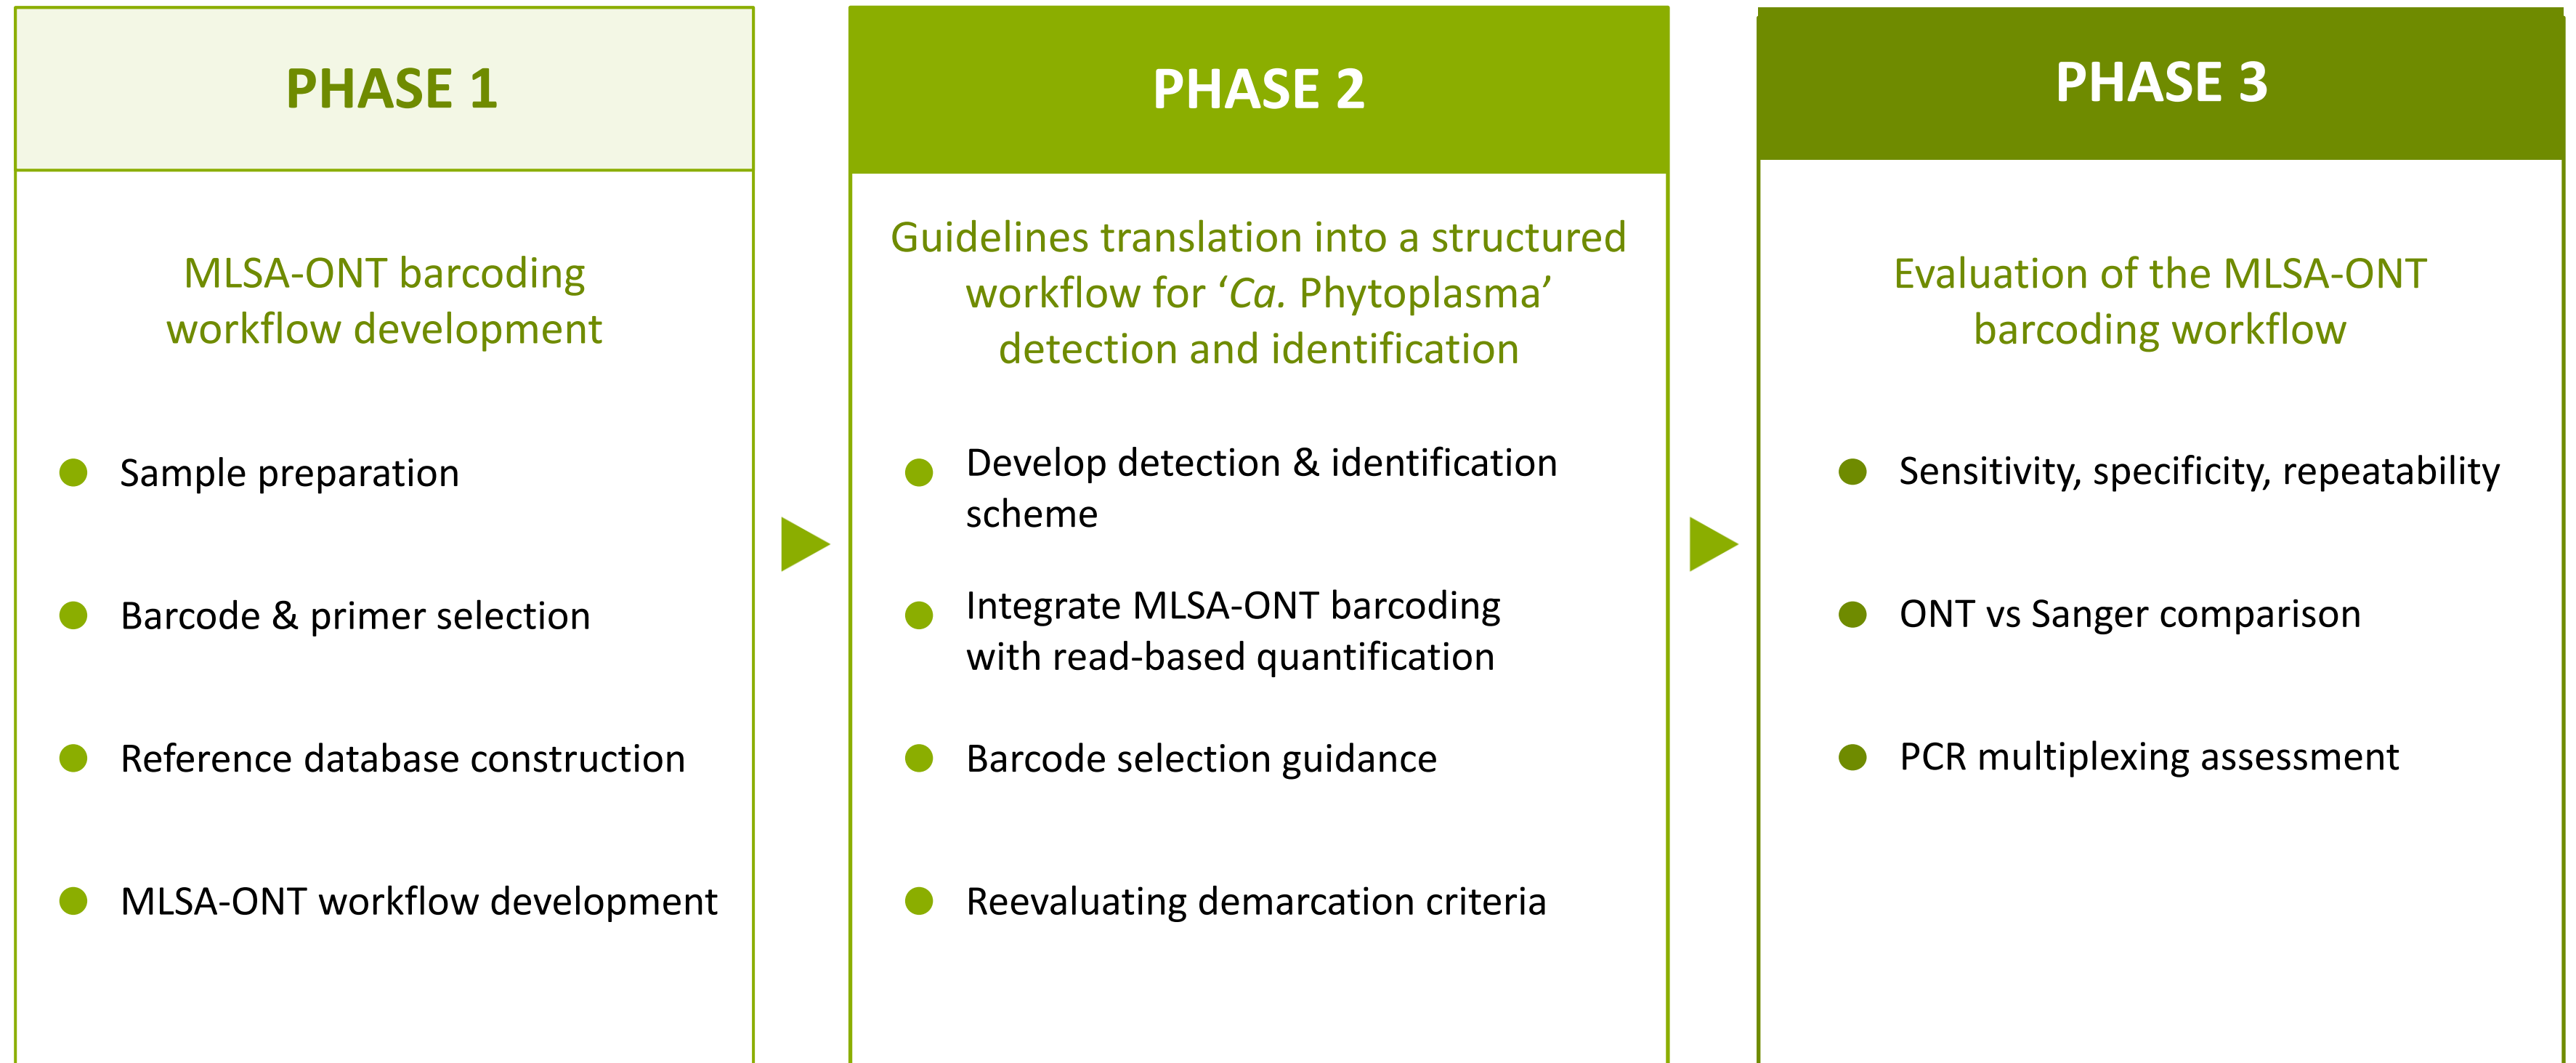 PHASE 1
MLSA-ONT barcoding
workflow development
Sample preparation
Barcode & primer selection
Reference database construction
MLSA-ONT workflow development
PHASE 2
Guidelines translation into a structured
workflow for ‘Ca. Phytoplasma’
detection and identification
Develop detection & identification
scheme
Integrate MLSA-ONT barcoding
with read-based quantification
Barcode selection guidance
Reevaluating demarcation criteria
PHASE 3
Evaluation of the MLSA-ONT
barcoding workflow
Sensitivity, specificity, repeatability
ONT vs Sanger comparison
PCR multiplexing assessment